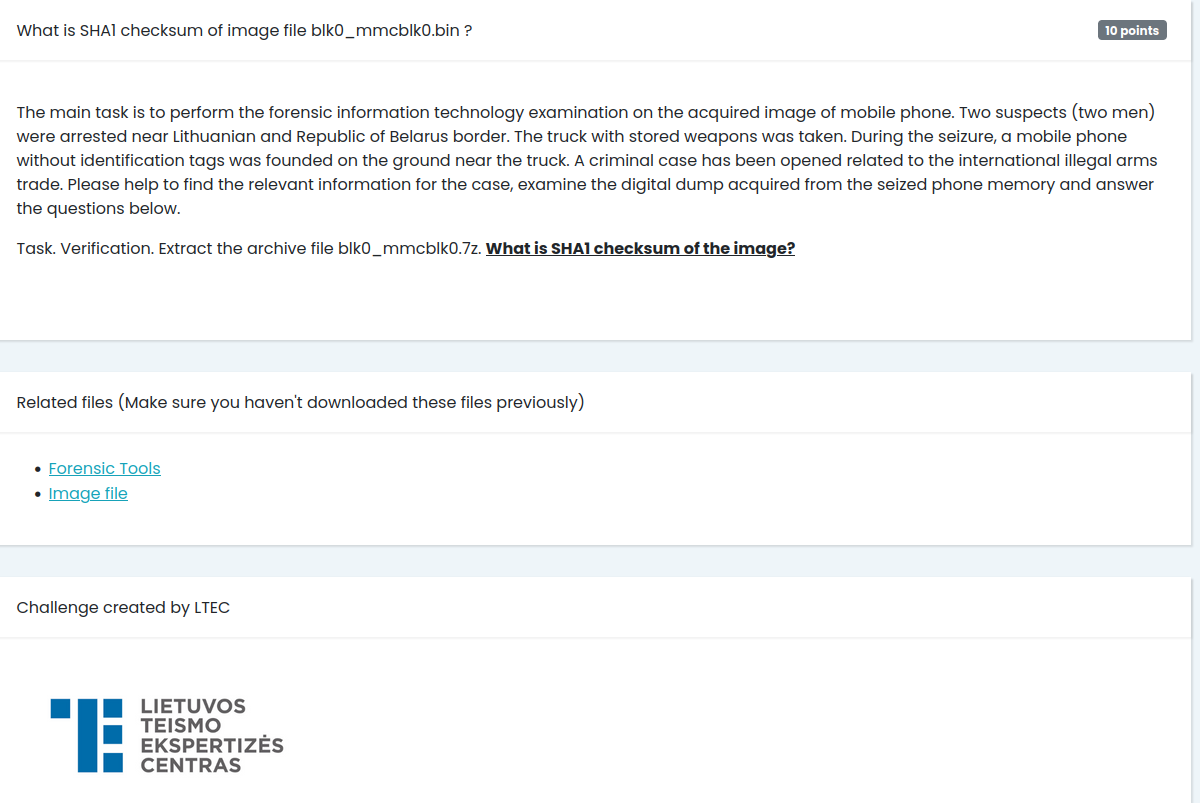 What is SHA1 checksum of image file blk0_mmcblk0.bin ?
10 points
The main task is to perform the forensic information technology examination on the acquired image of mobile phone. Two suspects (two men)
were arrested near Lithuanian and Republic of Belarus border. The truck with stored weapons was taken. During the seizure, a mobile phone
without identification tags was founded on the ground near the truck. A criminal case has been opened related to the international illegal arms
trade. Please help to find the relevant information for the case, examine the digital dump acquired from the seized phone memory and answer
the questions below.
Task. Verification. Extract the archive file blk0_mmcblk0.7z. What is SHA1 checksum of the image?
Related files (Make sure you haven't downloaded these files previously)
Forensic Tools
Image file
Challenge created by LTEC
LIETUVOS
TEISMO
EKSPERTIZĖS
CENTRAS